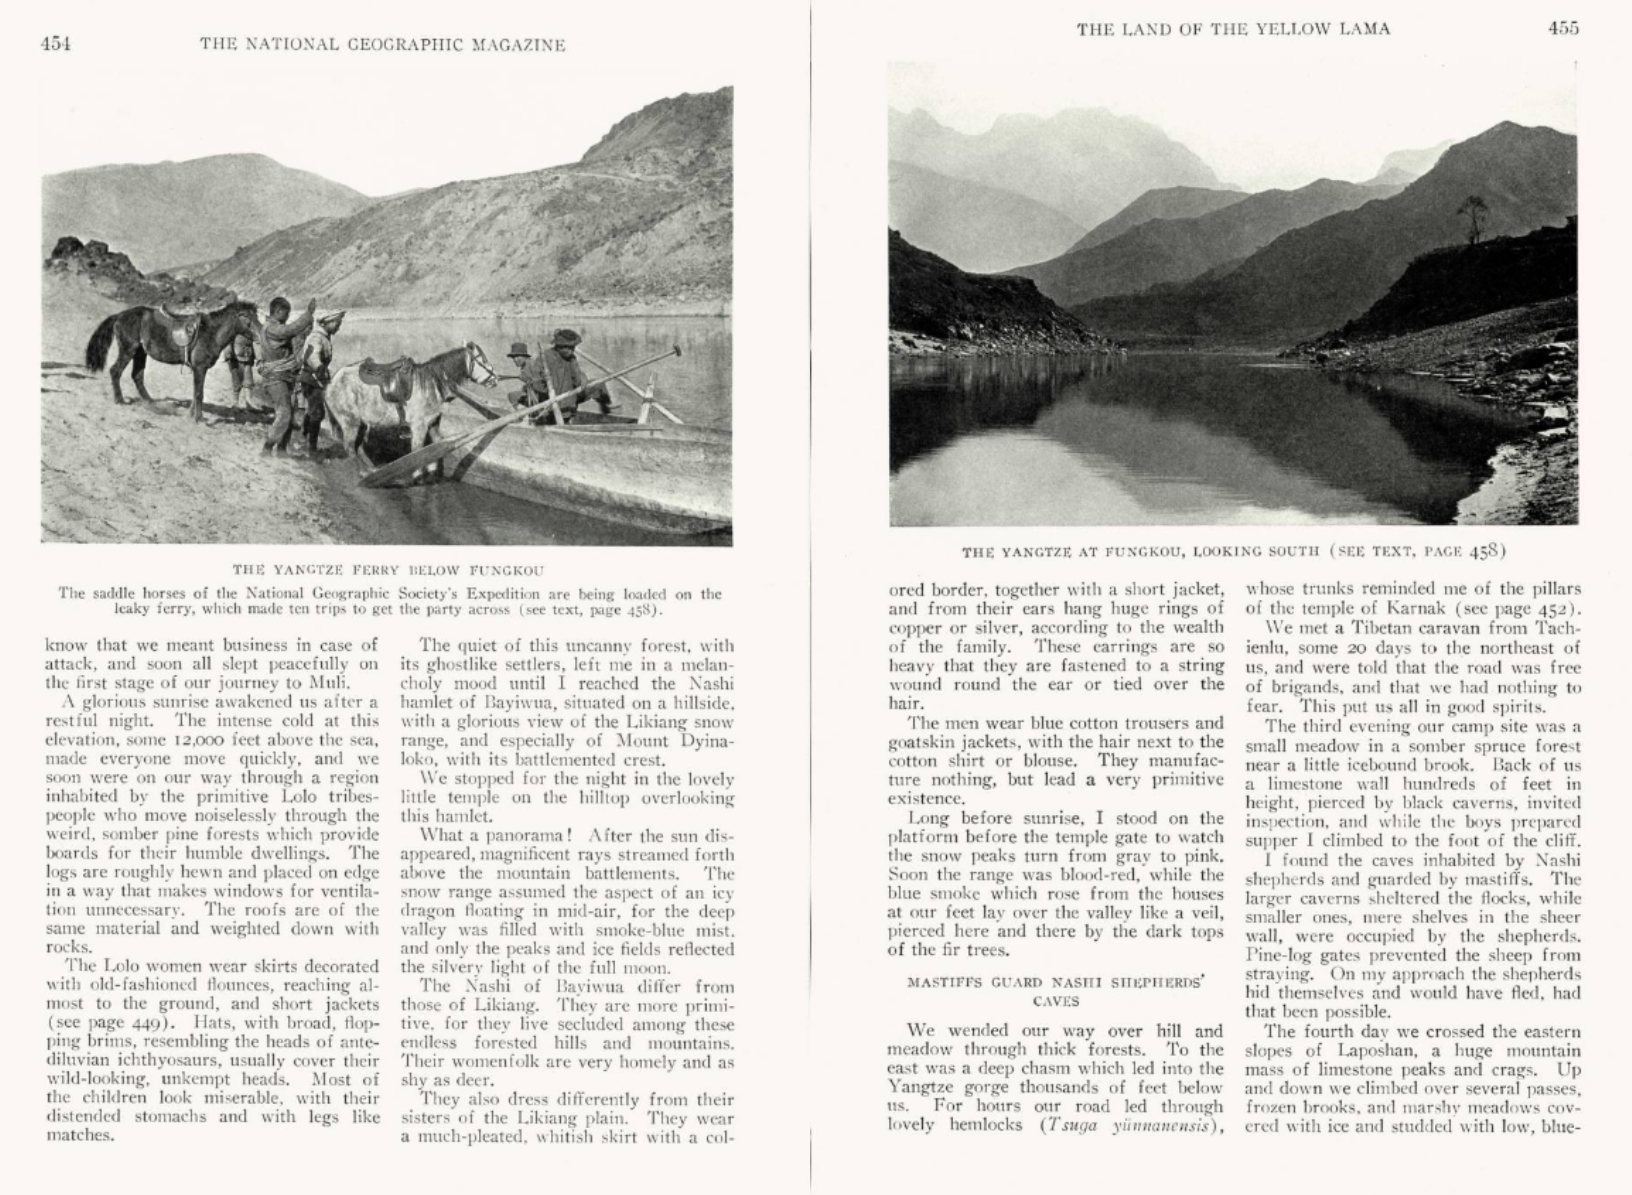 454
THE NATIONAL GEOGRAPHIC MAGAZINE
THE YANGTZE FERRY BELOW FUNGKOU
The saddle horses of the National Geographic Society's Expedition are being loaded on the
leaky ferry, which made ten trips to get the party across (see text, page 458).
know that we meant business in case of
attack, and soon all slept peacefully on
the first stage of our journey to Muli.
A glorious sunrise awakened us after a
restful night. The intense cold at this
elevation, some 12,000 feet above the sea,
made everyone move quickly, and we
soon were on our way through a region
inhabited by the primitive Lolo tribes-
people who move noiselessly through the
weird, somber pine forests which provide
boards for their humble dwellings. The
logs are roughly hewn and placed on edge
in a way that makes windows for ventila-
tion unnecessary. The roofs are of the
same material and weighted down with
rocks.
The Lolo women wear skirts decorated
with old-fashioned flounces, reaching al-
most to the ground, and short jackets
(see page 449). Hats, with broad, flop-
ping brims, resembling the heads of ante-
diluvian ichthyosaurs, usually cover their
wild-looking, unkempt heads. Most of
the children look miserable, with their
distended stomachs and with legs like
matches.
The quiet of this uncanny forest, with
its ghostlike settlers, left me in a melan-
choly mood until I reached the Nashi
hamlet of Bayiwua, situated on a hillside,
with a glorious view of the Likiang snow
range, and especially of Mount Dyina-
loko, with its battlemented crest.
We stopped for the night in the lovely
little temple on the hilltop overlooking
this hamlet.
What a panorama! After the sun dis-
appeared, magnificent rays streamed forth
above the mountain battlements. The
snow range assumed the aspect of an icy
dragon floating in mid-air, for the deep
valley was filled with smoke-blue mist,
and only the peaks and ice fields reflected
the silvery light of the full moon.
The Nashi of Bayiwua differ from
those of Likiang. They are more primi-
tive, for they live secluded among these
endless forested hills and mountains.
Their womenfolk are very homely and as
shy as deer.
They also dress differently from their
sisters of the Likiang plain. They wear
a much-pleated, whitish skirt with a col-
THE LAND OF THE YELLOW LAMA
455
THE YANGTZE AT FUNGKOU, LOOKING SOUTH (SEE TEXT, PAGE 458)
ored border, together with a short jacket,
and from their ears hang huge rings of
copper or silver, according to the wealth
of the family. These earrings are so
heavy that they are fastened to a string
wound round the ear or tied over the
hair.
The men wear blue cotton trousers and
goatskin jackets, with the hair next to the
cotton shirt or blouse. They manufac-
ture nothing, but lead a very primitive
existence.
Long before sunrise, I stood on the
platform before the temple gate to watch
the snow peaks turn from gray to pink.
Soon the range was blood-red, while the
blue smoke which rose from the houses
at our feet lay over the valley like a veil,
pierced here and there by the dark tops
of the fir trees.
MASTIFFS GUARD NASHI SHEPHERDS'
CAVES
We wended our way over hill and
meadow through thick forests. To the
east was a deep chasm which led into the
Yangtze gorge thousands of feet below
us. For hours our road led through
lovely hemlocks (Tsuga yünnanensis),
whose trunks reminded me of the pillars
of the temple of Karnak (see page 452).
We met a Tibetan caravan from Tach-
ienlu, some 20 days to the northeast of
us, and were told that the road was free
of brigands, and that we had nothing to
fear. This put us all in good spirits.
The third evening our camp site was a
small meadow in a somber spruce forest
near a little icebound brook. Back of us
a limestone wall hundreds of feet in
height, pierced by black caverns, invited
inspection, and while the boys prepared
supper I climbed to the foot of the cliff.
I found the caves inhabited by Nashi
shepherds and guarded by mastiffs. The
larger caverns sheltered the flocks, while
smaller ones, mere shelves in the sheer
wall, were occupied by the shepherds.
Pine-log gates prevented the sheep from
straying. On my approach the shepherds
hid themselves and would have fled, had
that been possible.
The fourth day we crossed the eastern
slopes of Laposhan, a huge mountain
mass of limestone peaks and crags. Up
and down we climbed over several passes,
frozen brooks, and marshy meadows cov-
ered with ice and studded with low, blue-